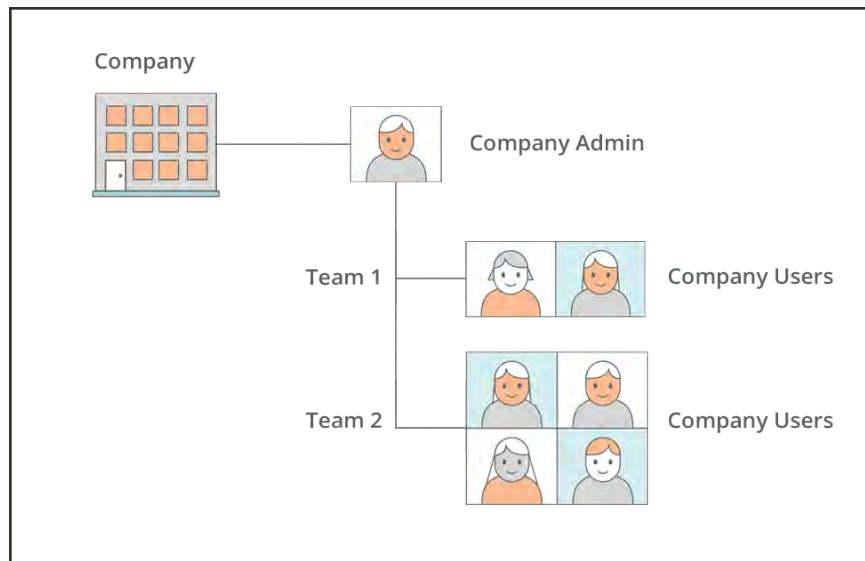 Company
Company Admin
Team 1
Company Users
Team 2
Company Users